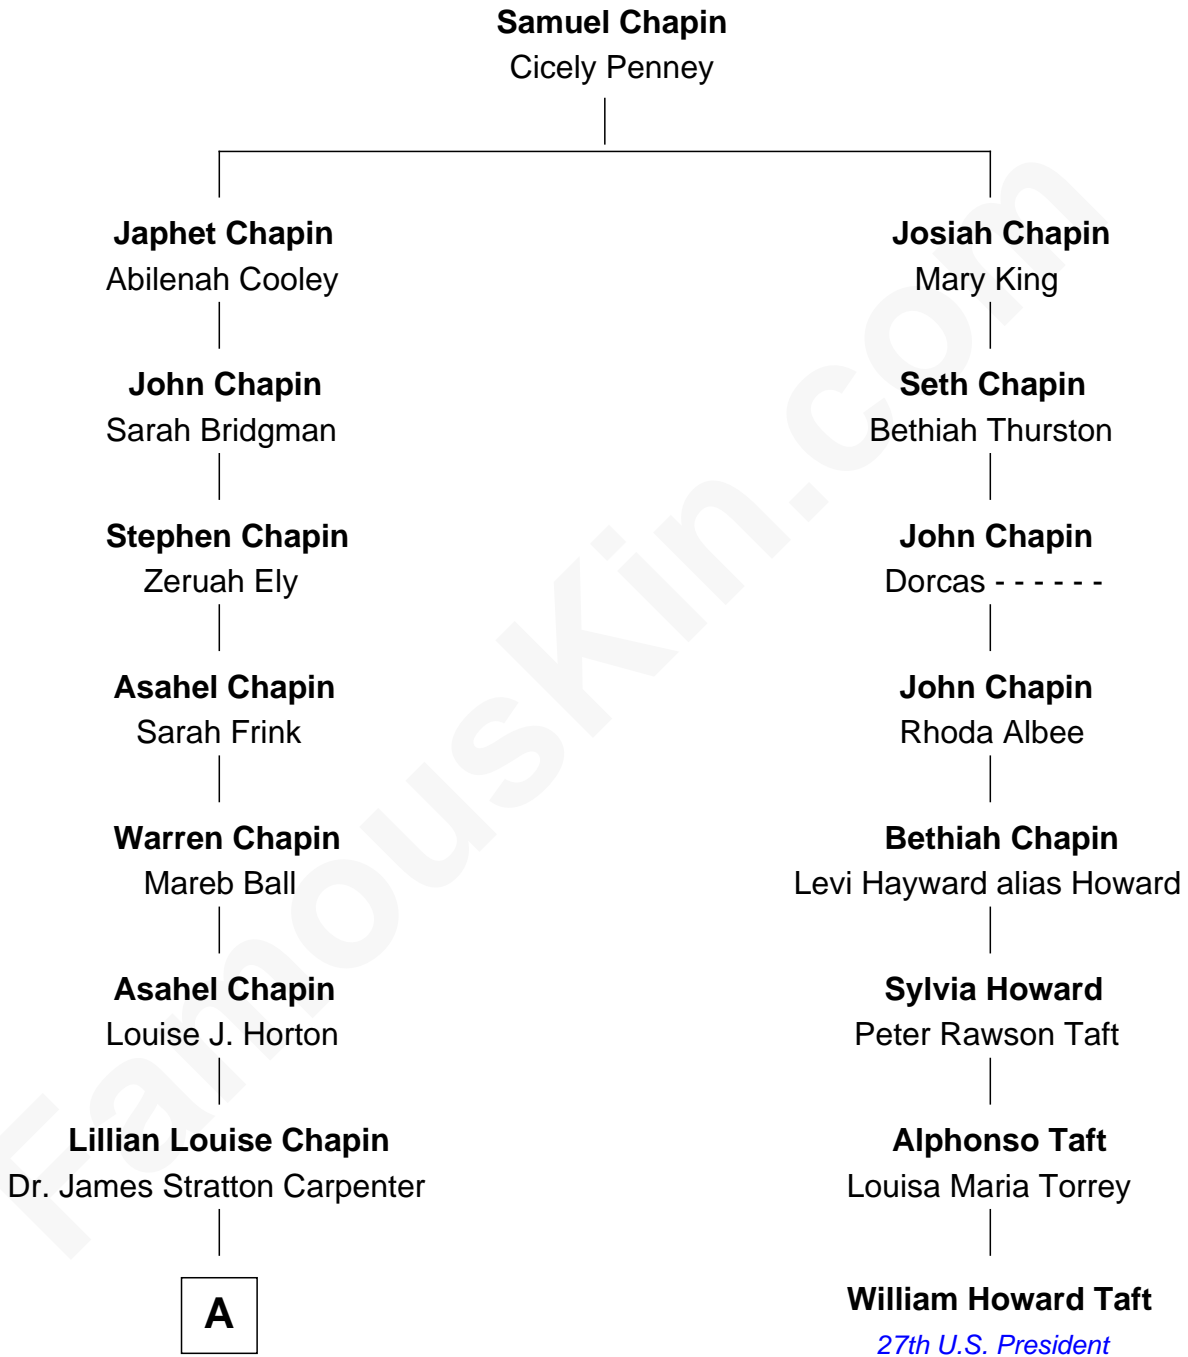 Samuel Chapin
Cicely Penney
Japhet Chapin
Abilenah Cooley
Josiah Chapin
Mary King
John Chapin
Sarah Bridgman
Seth Chapin
Bethiah Thurston
Stephen Chapin
Zeruah Ely
John Chapin
Dorcas - - - - - -
Asahel Chapin
Sarah Frink
John Chapin
Rhoda Albee
Warren Chapin
Mareb Ball
Bethiah Chapin
Levi Hayward alias Howard
Asahel Chapin
Louise J. Horton
Sylvia Howard
Peter Rawson Taft
Lillian Louise Chapin
Dr. James Stratton Carpenter
Alphonso Taft
Louisa Maria Torrey
A
William Howard Taft
27th U.S. President
FamousKin.com